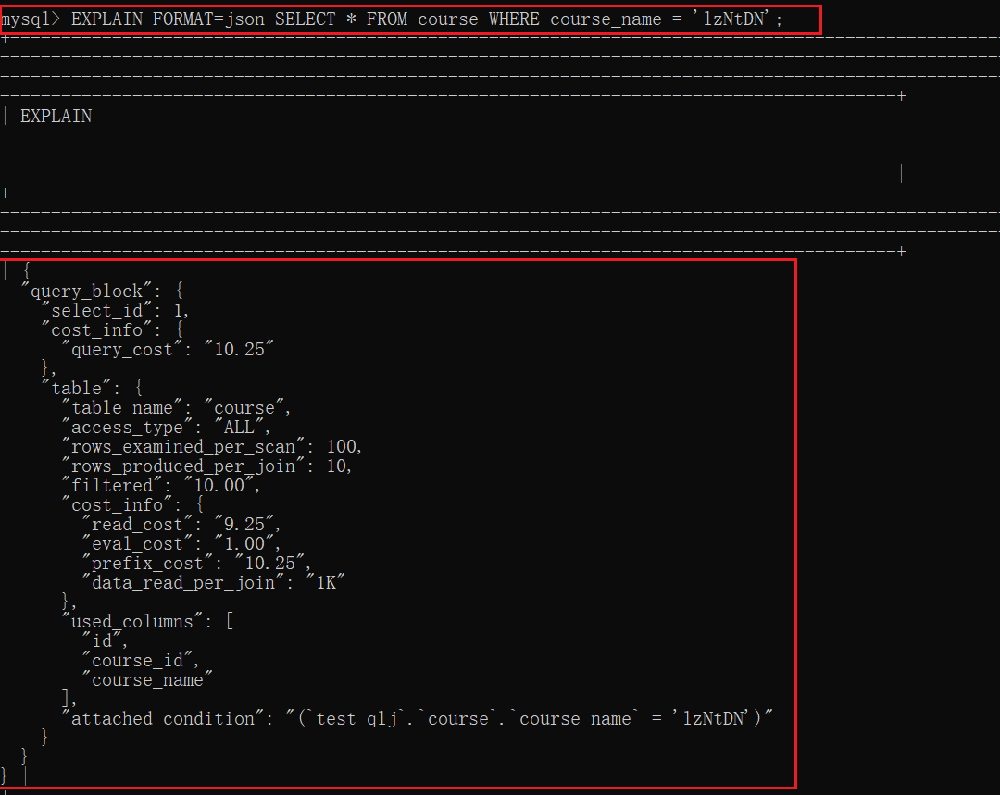 mysql> EXPLAIN FORMAT=json SELECT * FROM course WHERE course_name = 'lzNtDN';
| EXPLAIN
|
| {
  "query_block": {
    "select_id": 1,
    "cost_info": {
      "query_cost": "10.25"
    },
    "table": {
      "table_name": "course",
      "access_type": "ALL",
      "rows_examined_per_scan": 100,
      "rows_produced_per_join": 10,
      "filtered": "10.00",
      "cost_info": {
        "read_cost": "9.25",
        "eval_cost": "1.00",
        "prefix_cost": "10.25",
        "data_read_per_join": "1K"
      },
      "used_columns": [
        "id",
        "course_id",
        "course_name"
      ],
      "attached_condition": "(`test_qlj`.`course`.`course_name` = 'lzNtDN')"
    }
  }
} |